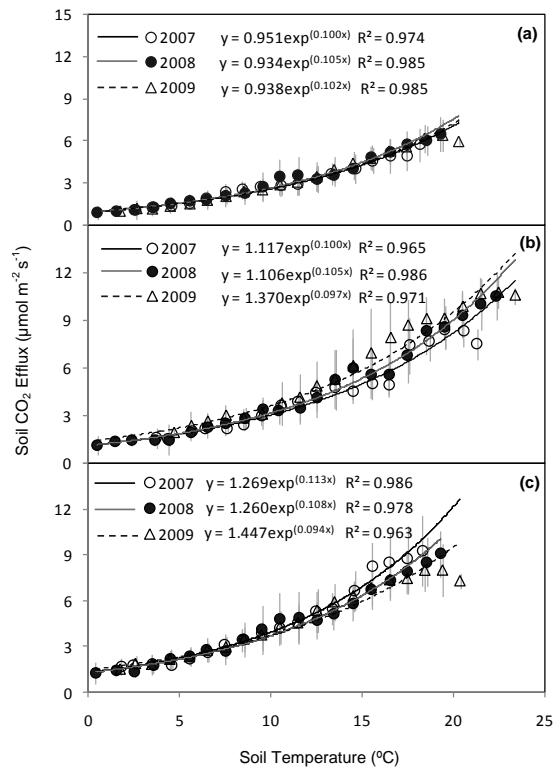 15
(a)
2007 y = 0.951exp(0.100x) R² = 0.974
12
2008 y = 0.934exp(0.105x) R² = 0.985
2009 y = 0.938exp(0.102x) R² = 0.985
9
6
3
0
(b)
2007 y = 1.117exp(0.100x) R² = 0.965
12
2008 y = 1.106exp(0.105x) R² = 0.986
2009 y = 1.370exp(0.097x) R² = 0.971
9
6
3
0
Soil CO₂ Efflux (µmol m⁻² s⁻¹)
(c)
2007 y = 1.269exp(0.113x) R² = 0.986
12
2008 y = 1.260exp(0.108x) R² = 0.978
2009 y = 1.447exp(0.094x) R² = 0.963
9
6
3
0
0 5 10 15 20 25
Soil Temperature (ºC)